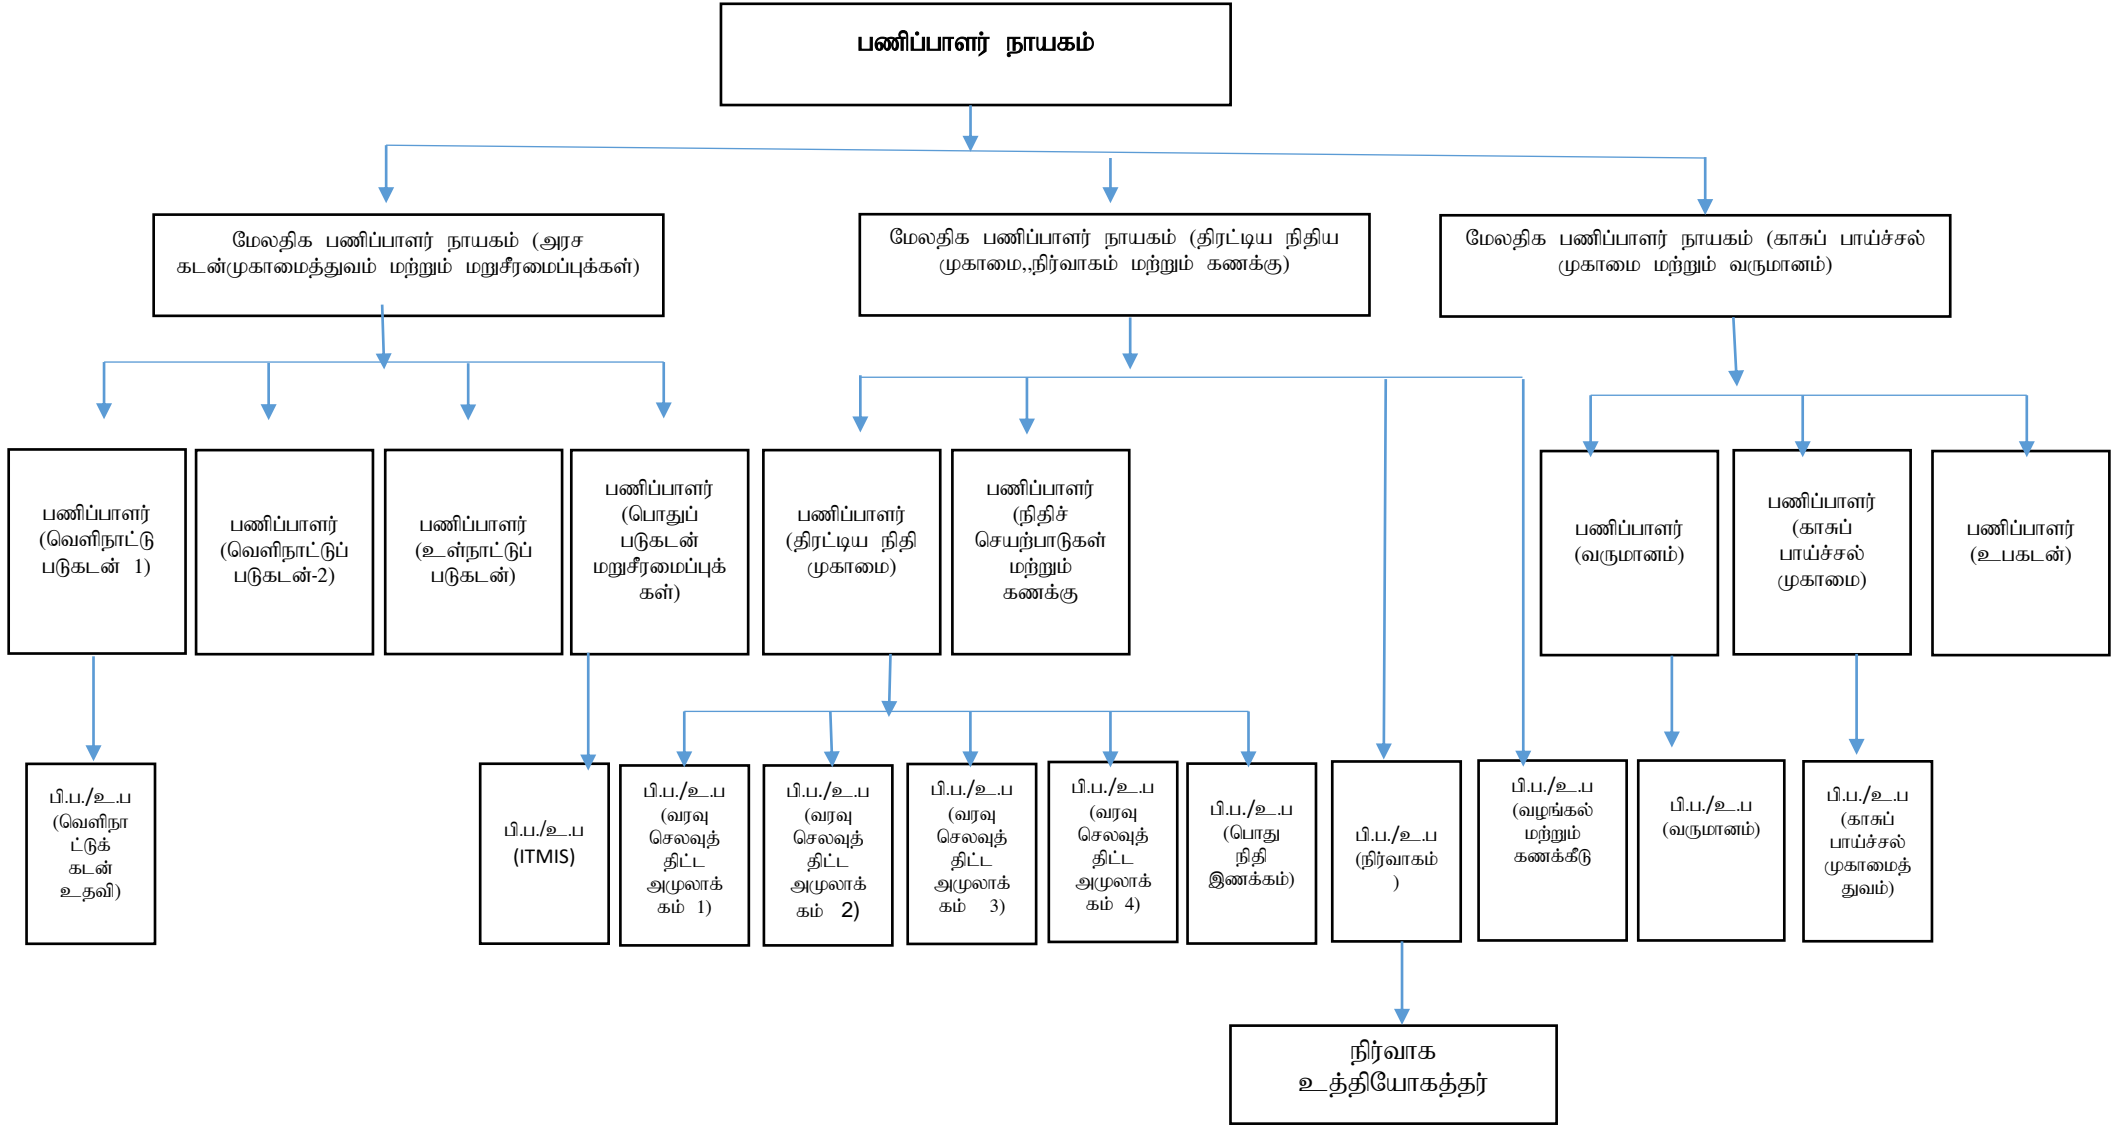 பணிப்பாளர் நாயகம்
மேலதிக பணிப்பாளர் நாயகம் (அரச
கடன்முகாமைத்துவம் மற்றும் மறுசீரமைப்புக்கள்)
மேலதிக பணிப்பாளர் நாயகம் (திரட்டிய நிதிய
முகாமை,,நிர்வாகம் மற்றும் கணக்கு)
மேலதிக பணிப்பாளர் நாயகம் (காசுப் பாய்ச்சல்
முகாமை மற்றும் வருமானம்)
பணிப்பாளர்
(வெளிநாட்டு
படுகடன் 1)
பணிப்பாளர்
(வெளிநாட்டுப்
படுகடன்-2)
பணிப்பாளர்
(உள்நாட்டுப்
படுகடன்)
பணிப்பாளர்
(பொதுப்
படுகடன்
மறுசீரமைப்புக்
கள்)
பணிப்பாளர்
(திரட்டிய நிதி
முகாமை)
பணிப்பாளர்
(நிதிச்
செயற்பாடுகள்
மற்றும்
கணக்கு
பணிப்பாளர்
(வருமானம்)
பணிப்பாளர்
(காசுப்
பாய்ச்சல்
முகாமை)
பணிப்பாளர்
(உபகடன்)
பி.ப./உ.ப
(வெளிநா
ட்டுக்
கடன்
உதவி)
பி.ப./உ.ப
(ITMIS)
பி.ப./உ.ப
(வரவு
செலவுத்
திட்ட
அமுலாக்
கம் 1)
பி.ப./உ.ப
(வரவு
செலவுத்
திட்ட
அமுலாக்
கம் 2)
பி.ப./உ.ப
(வரவு
செலவுத்
திட்ட
அமுலாக்
கம் 3)
பி.ப./உ.ப
(வரவு
செலவுத்
திட்ட
அமுலாக்
கம் 4)
பி.ப./உ.ப
(பொது
நிதி
இணக்கம்)
பி.ப./உ.ப
(நிர்வாகம்
)
பி.ப./உ.ப
(வழங்கல்
மற்றும்
கணக்கீடு
பி.ப./உ.ப
(வருமானம்)
பி.ப./உ.ப
(காசுப்
பாய்ச்சல்
முகாமைத்
துவம்)
நிர்வாக
உத்தியோகத்தர்